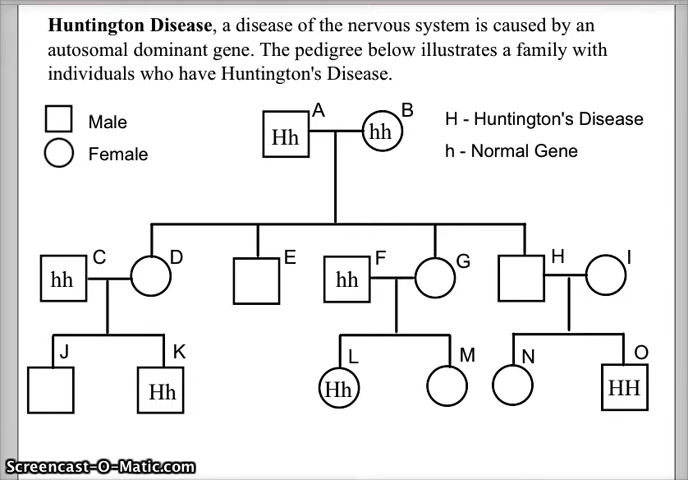 Huntington Disease, a disease of the nervous system is caused by an
autosomal dominant gene. The pedigree below illustrates a family with
individuals who have Huntington's Disease.
Male
Female
A
B
Hh
hh
H - Huntington's Disease
h - Normal Gene
C
D
E
F
G
H
I
hh
hh
J
K
L
M
N
O
Hh
Hh
HH
Screencast-O-Matic.com